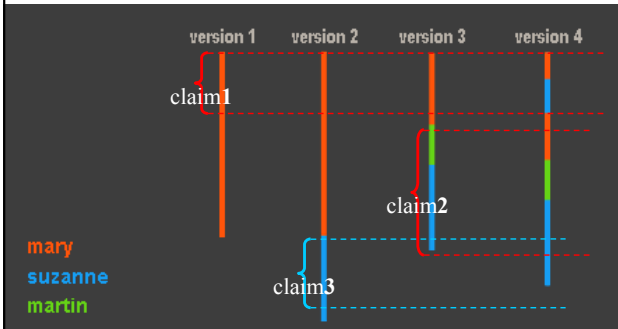 version 1 version 2 version 3 version 4
claim1
claim2
mary
suzanne
claim3
martin